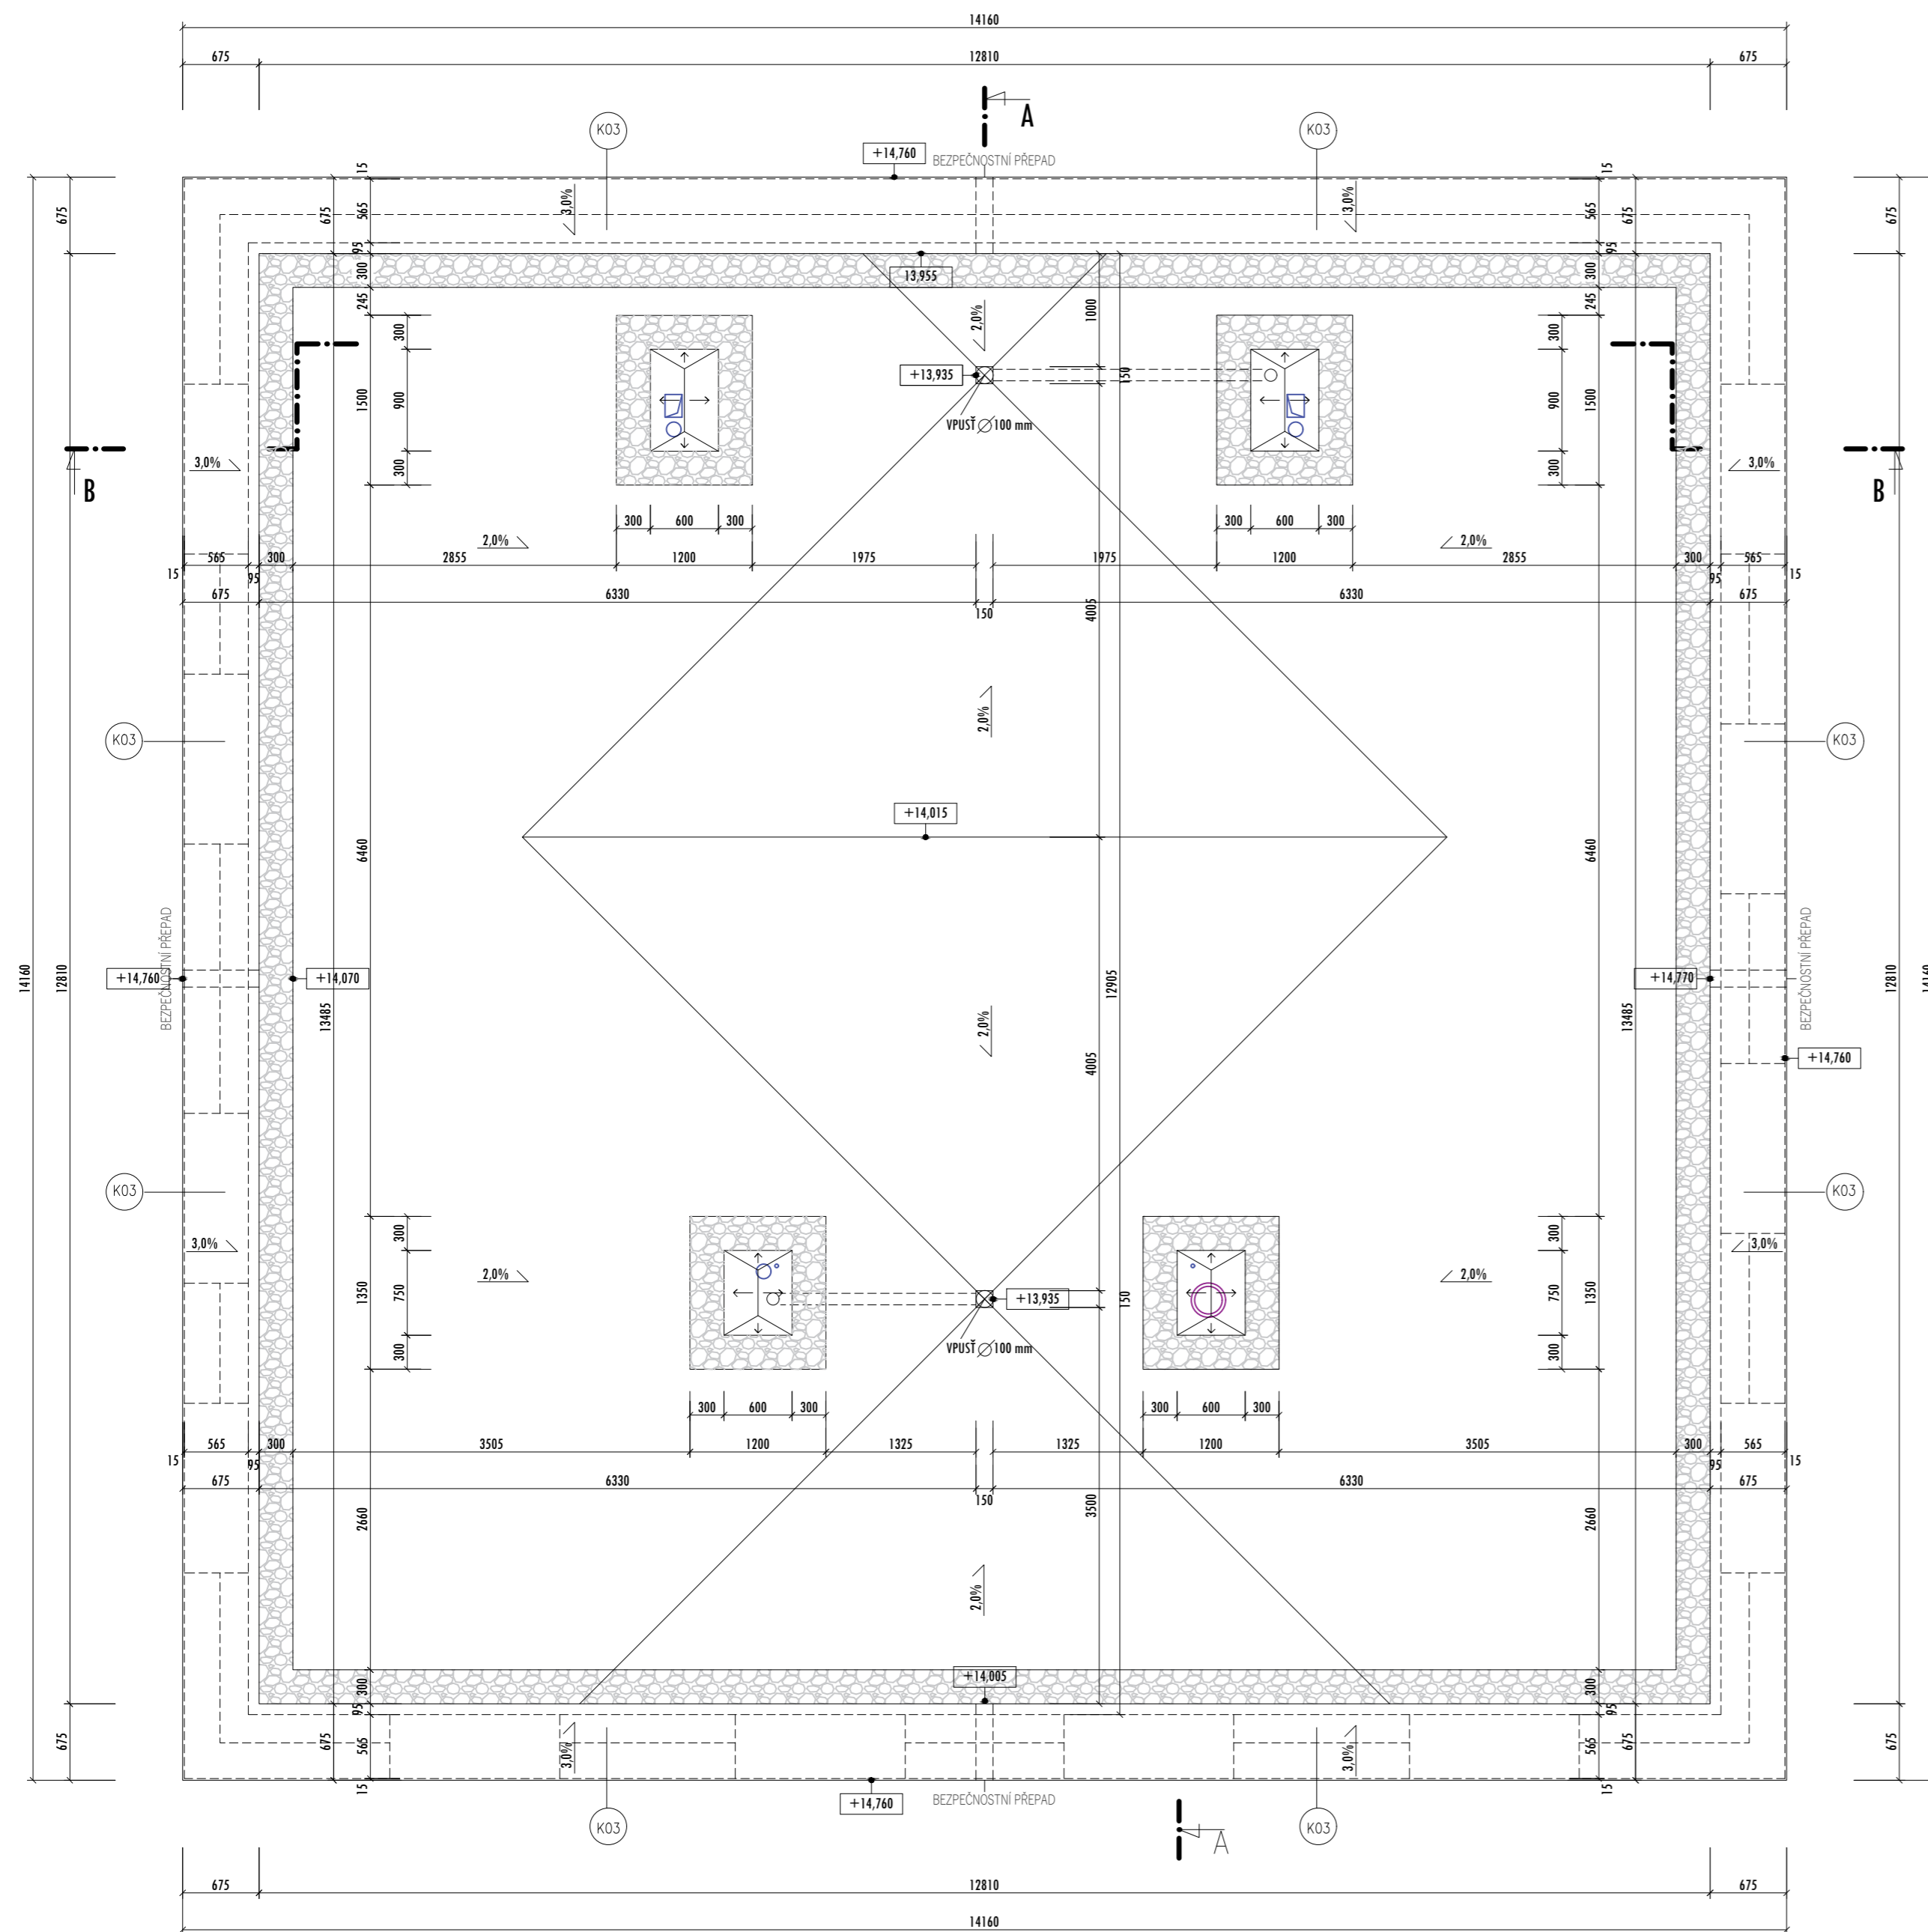 14160
675 12810 675
A
K03 K03
+14,760 BEZPEČNOSTNÍ PŘEPAD
15 15
675 675 565 3,0% 3,0% 565 675 675
95 95
300 13,955 300
245 1000 245
300 2,0% 300
+13,935 150
1500 900 900 1500
VPUSŤ ⌀ 100 mm
300 300
3,0% 3,0%
B B
300 600 300 300 600 300
2,0% 2,0%
15 565 95 300 2855 1200 1975 1975 1200 2855 300 95 565 15
675 6330 150 6330 675
4005
2,0%
K03 K03
+14,015
6460 6460
BEZPEČNOSTNÍ PŘEPAD BEZPEČNOSTNÍ PŘEPAD
14160 12810 +14,760 13485 +14,070 12905 13485 +14,770 12810 14160
2,0%
4005
+14,760
K03 K03
300 300
3,0% 3,0%
2,0% 2,0%
1350 750 +13,935 150 750 1350
VPUSŤ ⌀ 100 mm
300 300
300 600 300 300 600 300
15 565 95 300 3505 1200 1325 1325 1200 3505 300 95 565 15
675 6330 150 6330 675
2660 3500 2660
2,0%
300 +14,005 300
95 95
675 675 565 3,0% 3,0% 565 675 675
15 15
+14,760 BEZPEČNOSTNÍ PŘEPAD
K03 K03
A
675 12810 675
14160